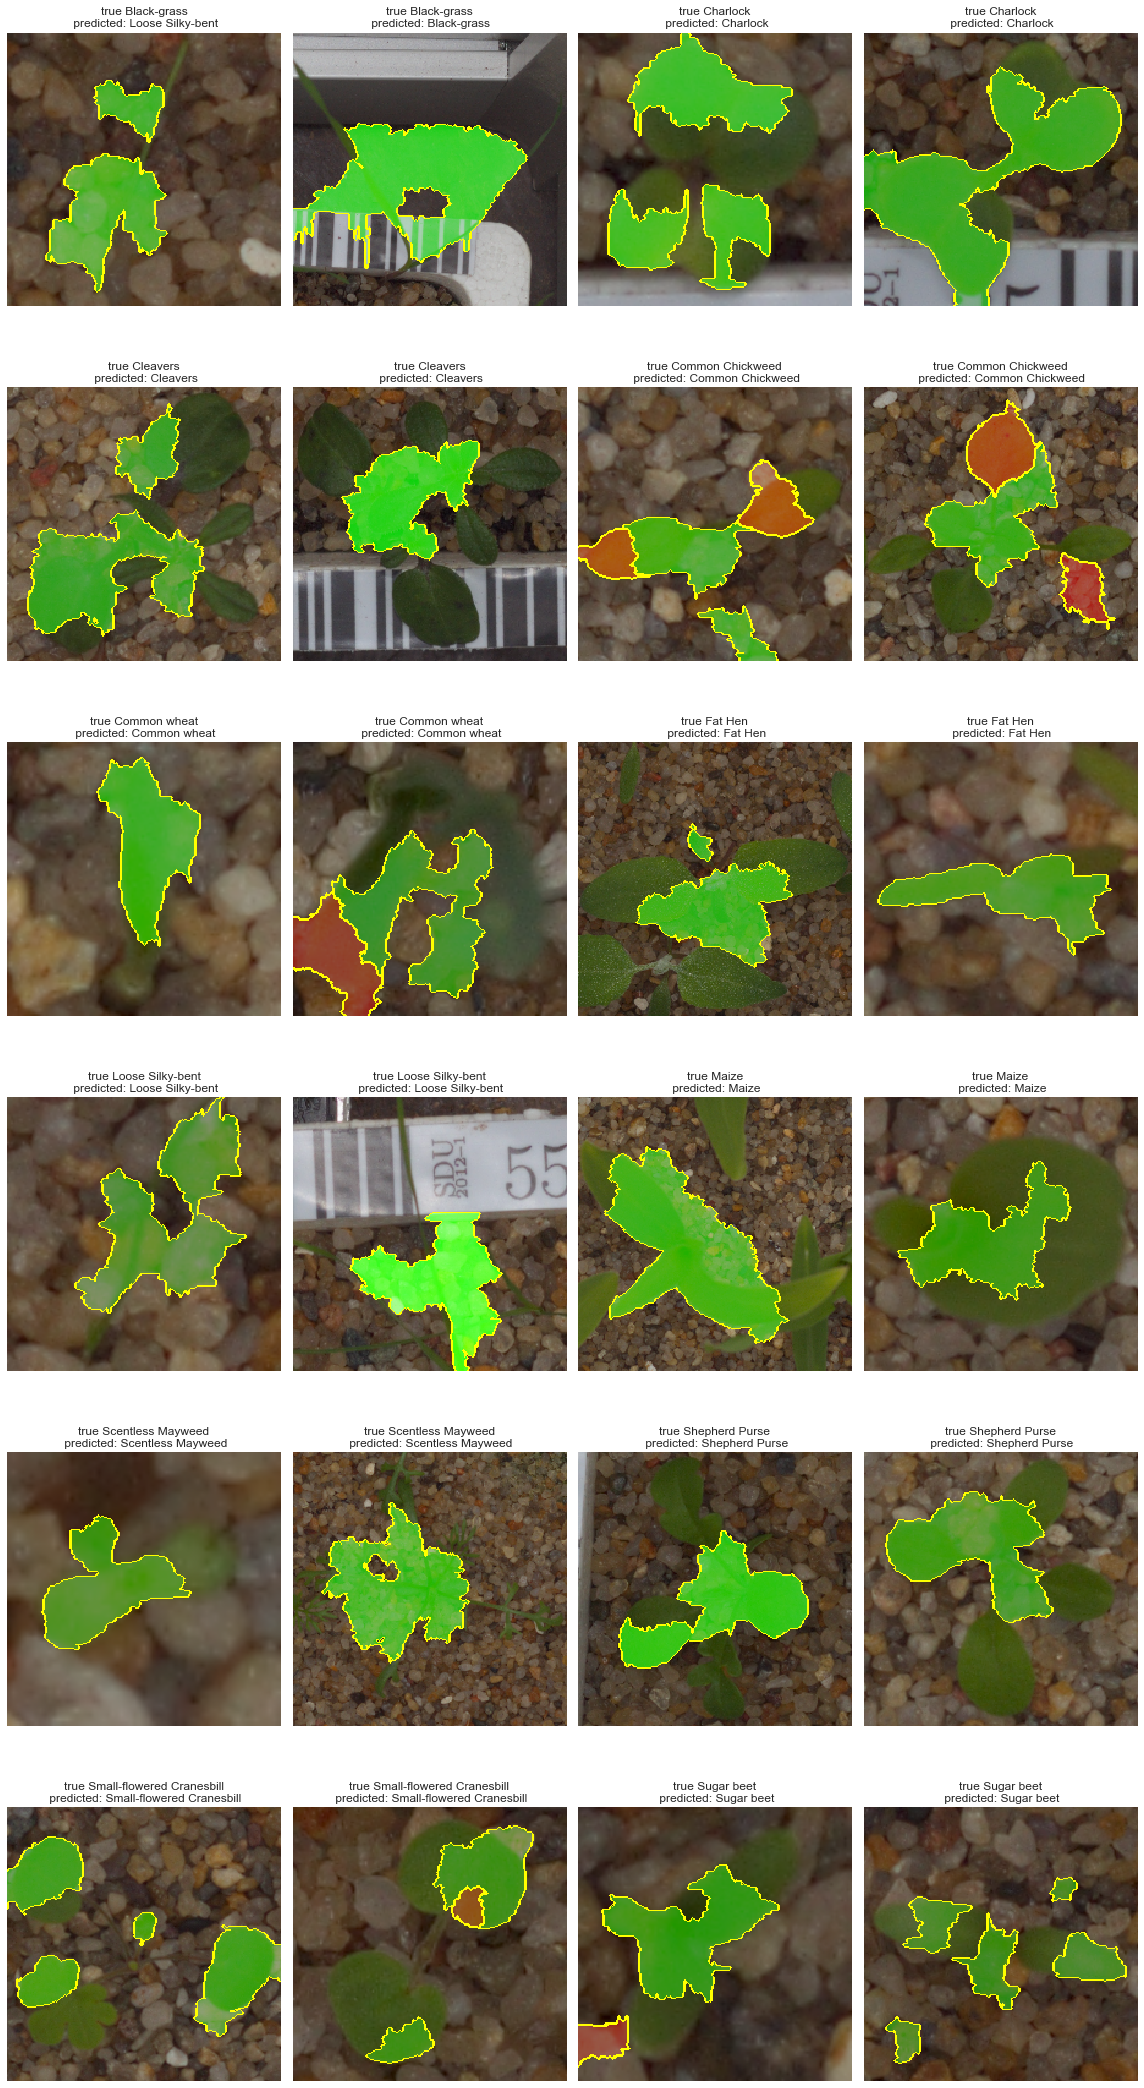 true Black-grass
predicted: Loose Silky-bent
true Black-grass
predicted: Black-grass
true Charlock
predicted: Charlock
true Charlock
predicted: Charlock
SDU
2-1
true Cleavers
predicted: Cleavers
true Cleavers
predicted: Cleavers
true Common Chickweed
predicted: Common Chickweed
true Common Chickweed
predicted: Common Chickweed
true Common wheat
predicted: Common wheat
true Common wheat
predicted: Common wheat
true Fat Hen
predicted: Fat Hen
true Fat Hen
predicted: Fat Hen
true Loose Silky-bent
predicted: Loose Silky-bent
true Loose Silky-bent
predicted: Loose Silky-bent
SDU
2012-1
55
true Maize
predicted: Maize
true Maize
predicted: Maize
true Scentless Mayweed
predicted: Scentless Mayweed
true Scentless Mayweed
predicted: Scentless Mayweed
true Shepherd Purse
predicted: Shepherd Purse
true Shepherd Purse
predicted: Shepherd Purse
true Small-flowered Cranesbill
predicted: Small-flowered Cranesbill
true Small-flowered Cranesbill
predicted: Small-flowered Cranesbill
true Sugar beet
predicted: Sugar beet
true Sugar beet
predicted: Sugar beet